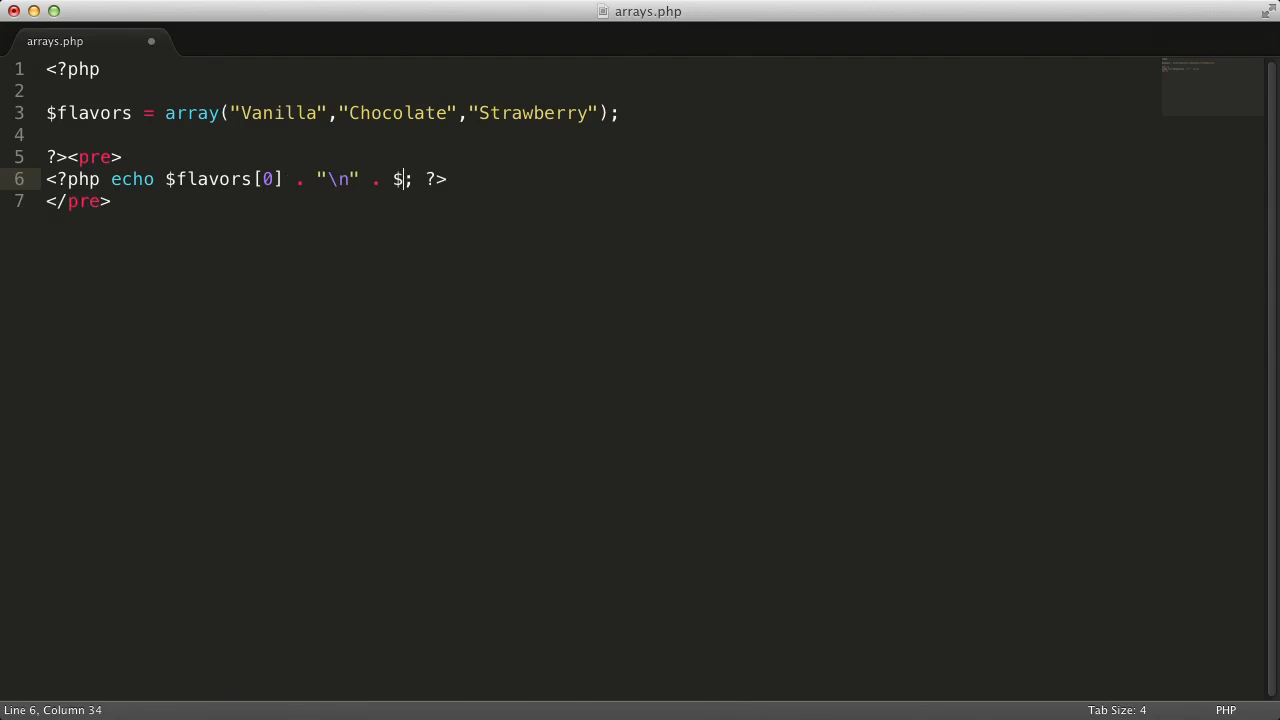 arrays.php
arrays.php
1 <?php
2
3 $flavors = array("Vanilla","Chocolate","Strawberry");
4
5 ?><pre>
6 <?php echo $flavors[0] . "\n" . $; ?>
7 </pre>
Line 6, Column 34 Tab Size: 4 PHP